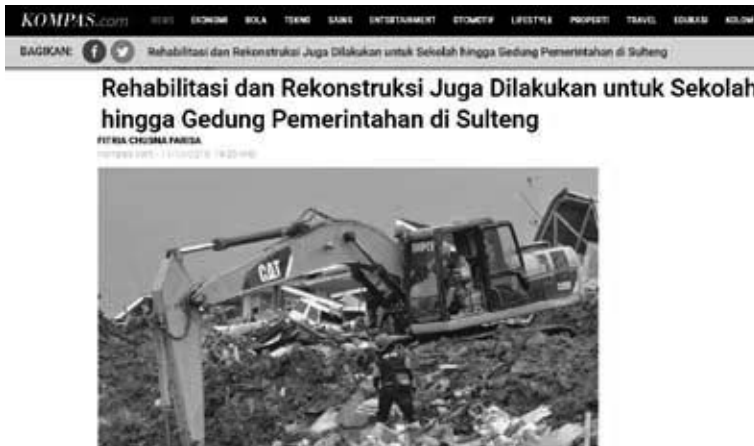 KOMPAS.com NEWS EKONOMI BOLA TEKNO SAINS ENTERTAINMENT OTOMOTIF LIFESTYLE PROPERTI TRAVEL EDUKASI KOLOM
BAGIKAN: Rehabilitasi dan Rekonstruksi Juga Dilakukan untuk Sekolah hingga Gedung Pemerintahan di Sulteng
Rehabilitasi dan Rekonstruksi Juga Dilakukan untuk Sekolah
hingga Gedung Pemerintahan di Sulteng
FITRIA CHUSNA FARISA
CAT